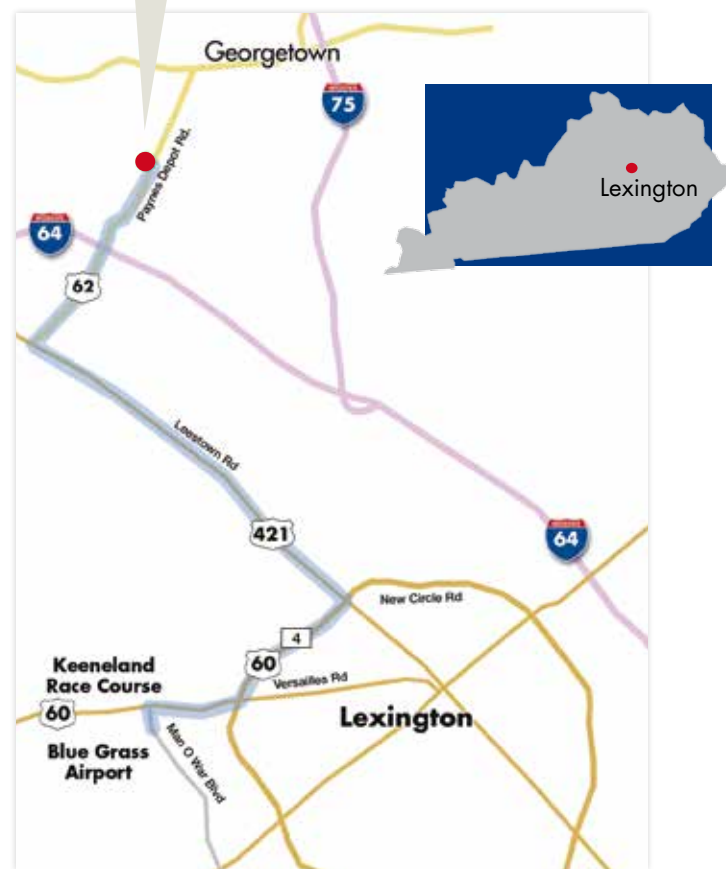 Georgetown
75
Paynes Depot Rd.
Lexington
64
62
Leestown Rd
421
64
New Circle Rd
4
Keeneland
Race Course
60
Versailles Rd
60
Lexington
Blue Grass
Airport
Man O War Blvd